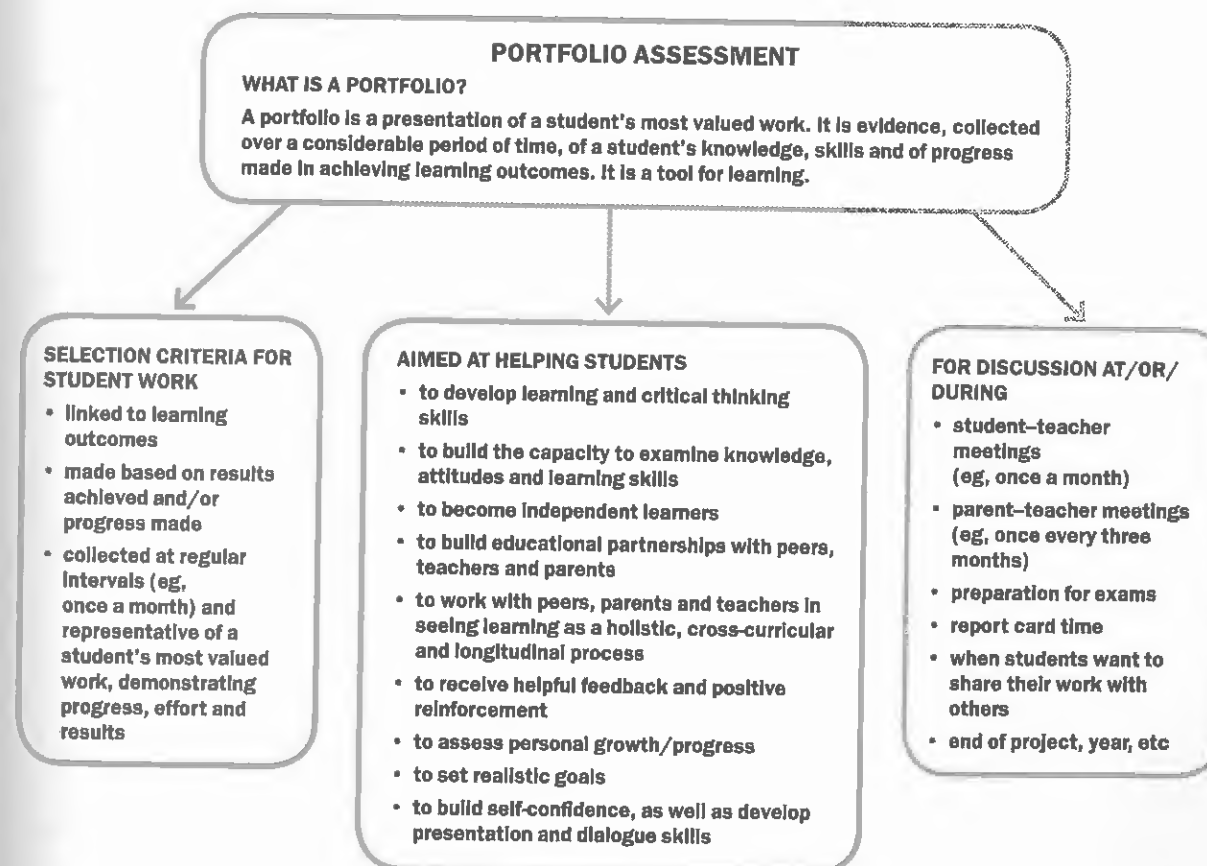 PORTFOLIO ASSESSMENT
WHAT IS A PORTFOLIO?
A portfolio is a presentation of a student's most valued work. It is evidence, collected
over a considerable period of time, of a student's knowledge, skills and of progress
made in achieving learning outcomes. It is a tool for learning.
SELECTION CRITERIA FOR
STUDENT WORK
• linked to learning
outcomes
• made based on results
achieved and/or
progress made
• collected at regular
intervals (eg,
once a month) and
representative of a
student's most valued
work, demonstrating
progress, effort and
results
AIMED AT HELPING STUDENTS
• to develop learning and critical thinking
skills
• to build the capacity to examine knowledge,
attitudes and learning skills
• to become independent learners
• to build educational partnerships with peers,
teachers and parents
• to work with peers, parents and teachers in
seeing learning as a holistic, cross-curricular
and longitudinal process
• to receive helpful feedback and positive
reinforcement
• to assess personal growth/progress
• to set realistic goals
• to build self-confidence, as well as develop
presentation and dialogue skills
FOR DISCUSSION AT/OR/
DURING
• student–teacher
meetings
(eg, once a month)
• parent–teacher meetings
(eg, once every three
months)
• preparation for exams
• report card time
• when students want to
share their work with
others
• end of project, year, etc